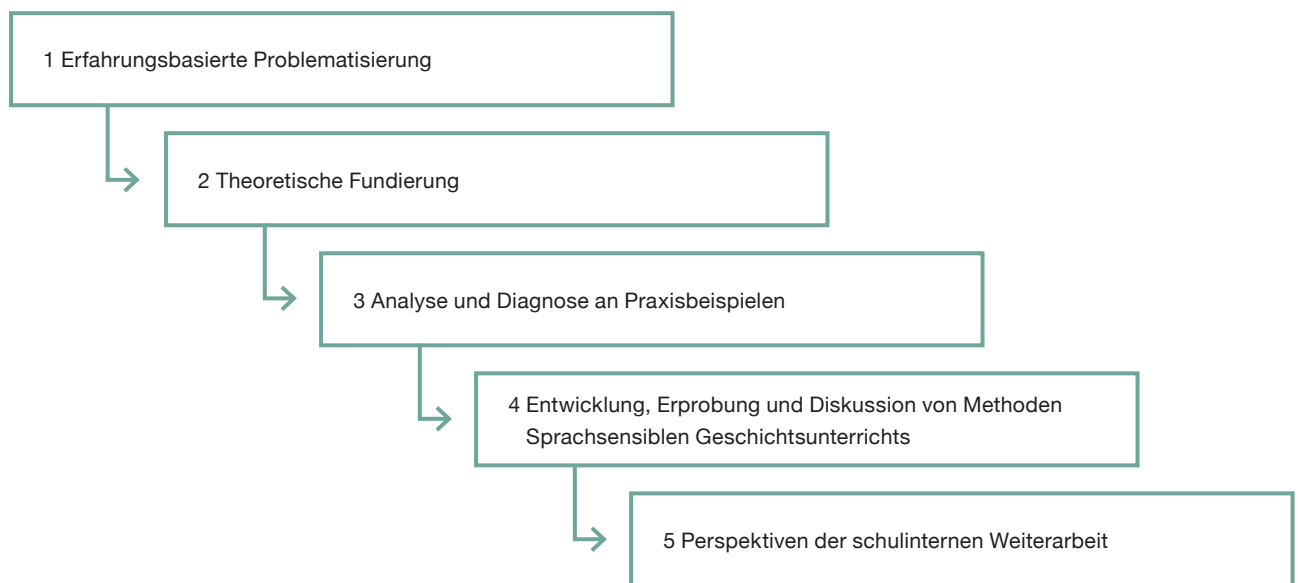 1 Erfahrungsbasierte Problematisierung
2 Theoretische Fundierung
3 Analyse und Diagnose an Praxisbeispielen
4 Entwicklung, Erprobung und Diskussion von Methoden
Sprachsensiblen Geschichtsunterrichts
5 Perspektiven der schulinternen Weiterarbeit